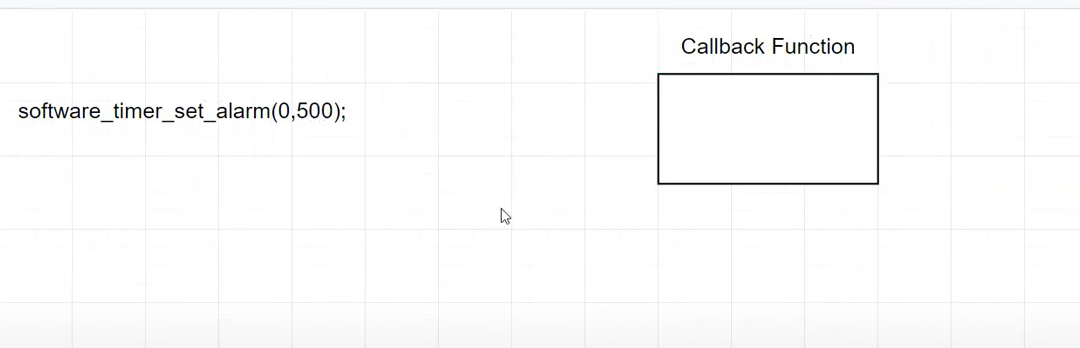 Callback Function
software_timer_set_alarm(0,500);